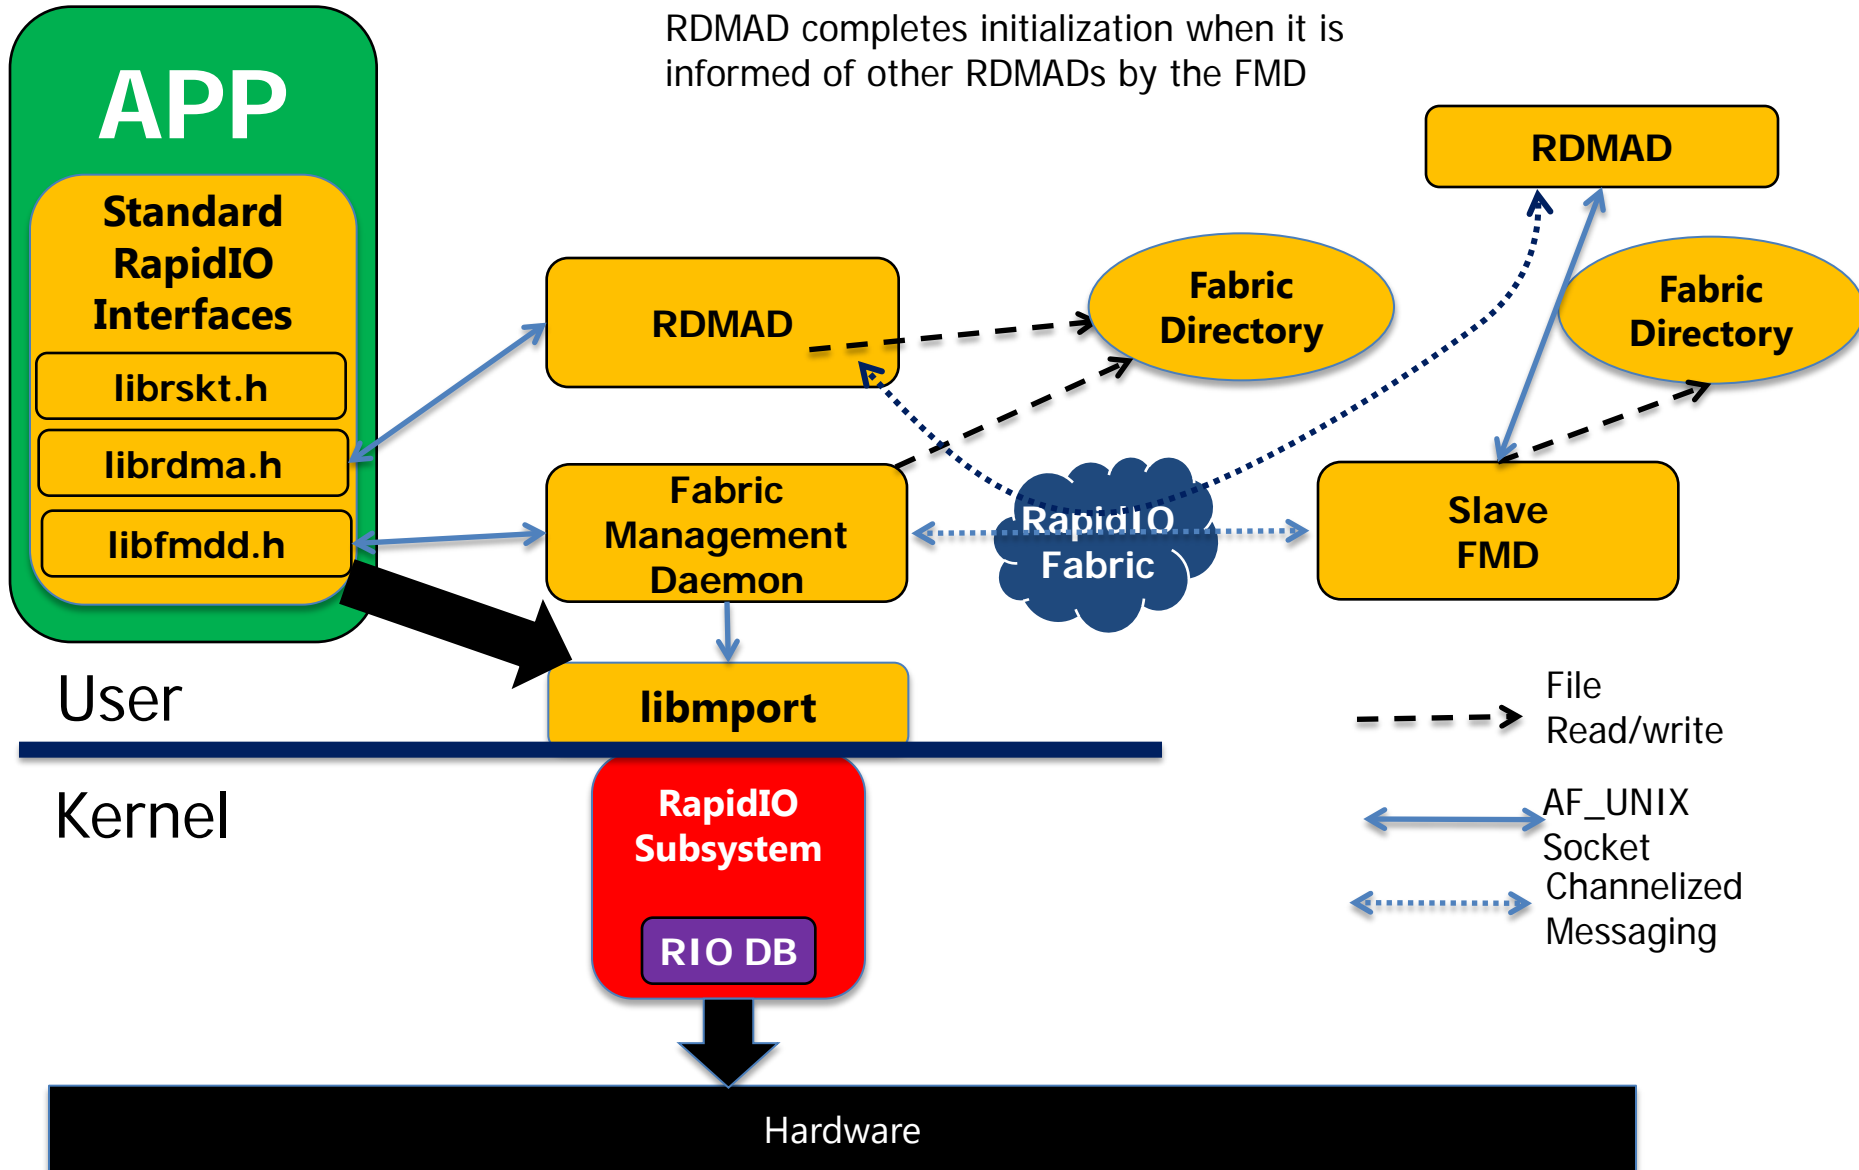 RDMAD completes initialization when it is
informed of other RDMADs by the FMD
APP
Standard
RapidIO
Interfaces
librskt.h
librdma.h
libfmdd.h
RDMAD
Fabric
Management
Daemon
libmport
Fabric
Directory
RapidIO
Fabric
RDMAD
Fabric
Directory
Slave
FMD
User
Kernel
RapidIO
Subsystem
RIO DB
File
Read/write
AF_UNIX
Socket
Channelized
Messaging
Hardware